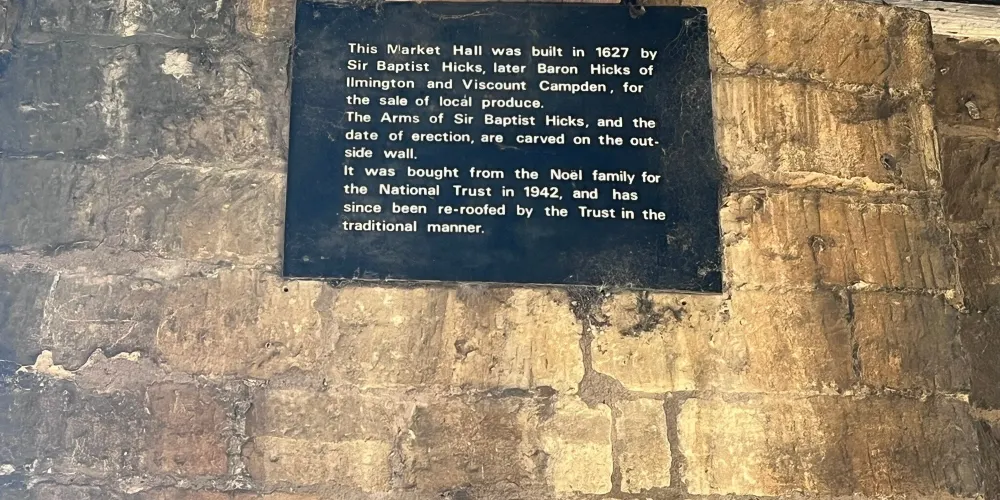 This Market Hall was built in 1627 by
Sir Baptist Hicks, later Baron Hicks of
Ilmington and Viscount Campden, for
the sale of local produce.
The Arms of Sir Baptist Hicks, and the
date of erection, are carved on the out-
side wall.
It was bought from the Noël family for
the National Trust in 1942, and has
since been re-roofed by the Trust in the
traditional manner.